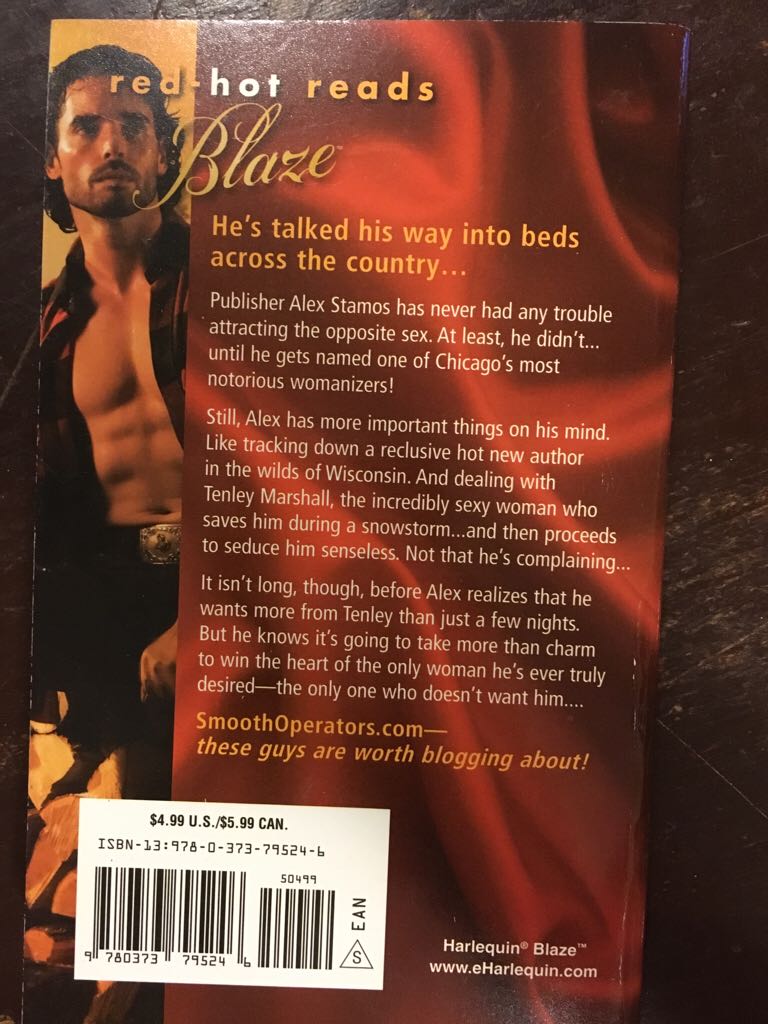 red-hot reads
Blaze™
He's talked his way into beds
across the country...
Publisher Alex Stamos has never had any trouble
attracting the opposite sex. At least, he didn't...
until he gets named one of Chicago's most
notorious womanizers!
Still, Alex has more important things on his mind.
Like tracking down a reclusive hot new author
in the wilds of Wisconsin. And dealing with
Tenley Marshall, the incredibly sexy woman who
saves him during a snowstorm...and then proceeds
to seduce him senseless. Not that he's complaining...
It isn't long, though, before Alex realizes that he
wants more from Tenley than just a few nights.
But he knows it's going to take more than charm
to win the heart of the only woman he's ever truly
desired—the only one who doesn't want him....
SmoothOperators.com—
these guys are worth blogging about!
$4.99 U.S./$5.99 CAN.
ISBN-13:978-0-373-79524-6
50499
EAN
S
9 780373 795246
Harlequin® Blaze™
www.eHarlequin.com